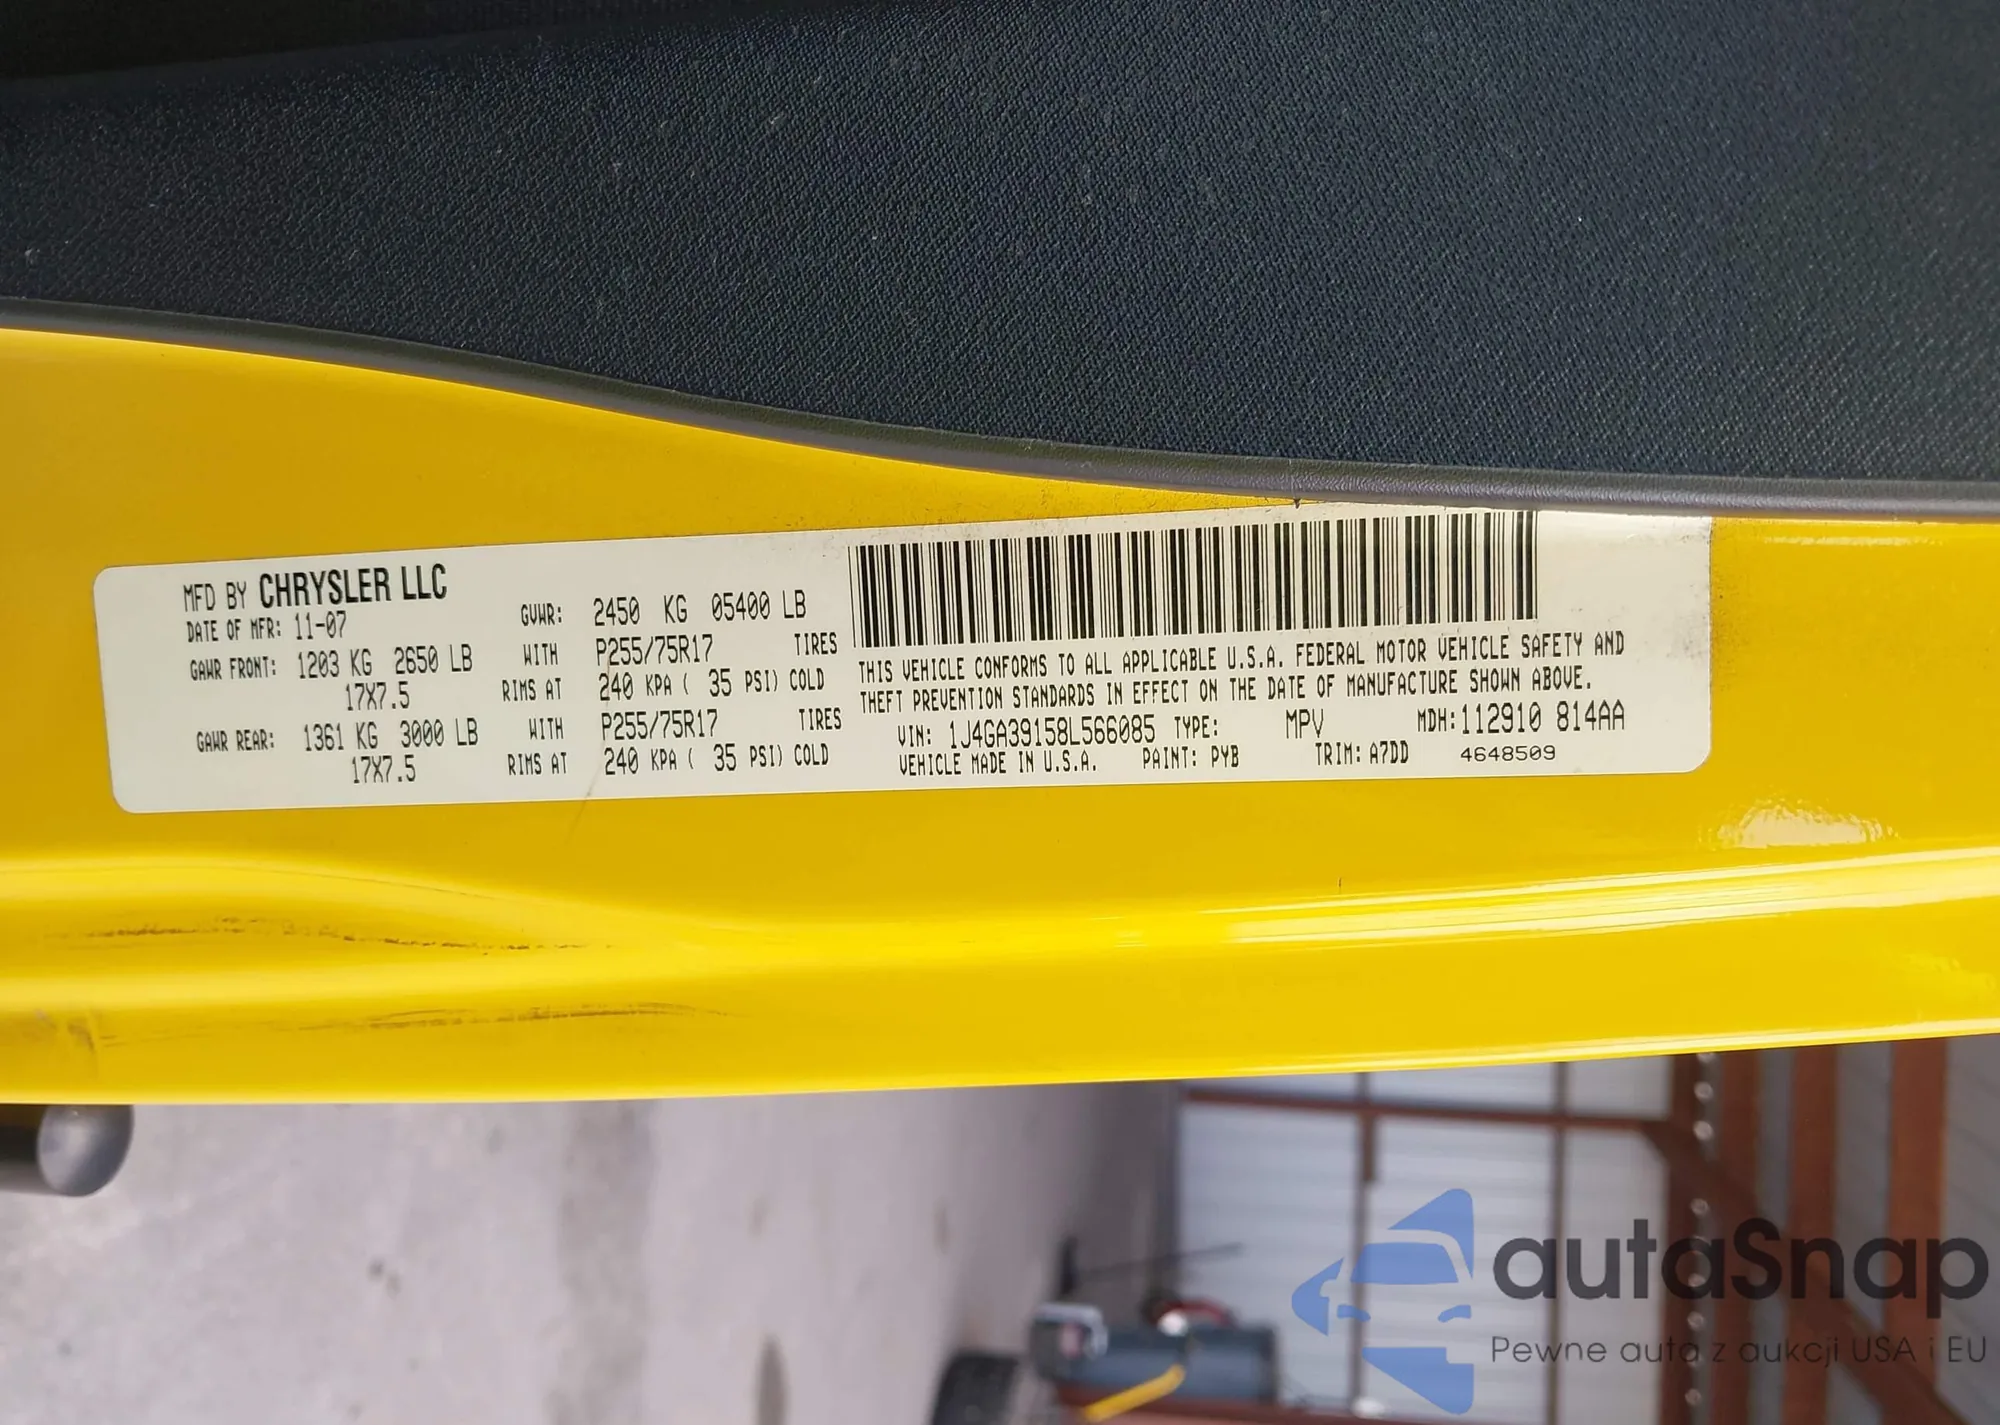 MFD BY CHRYSLER LLC
DATE OF MFR: 11-07 GVWR: 2450 KG 05400 LB
GAWR FRONT: 1203 KG 2650 LB WITH P255/75R17 TIRES
17X7.5 RIMS AT 240 KPA ( 35 PSI) COLD
GAWR REAR: 1361 KG 3000 LB WITH P255/75R17 TIRES
17X7.5 RIMS AT 240 KPA ( 35 PSI) COLD
THIS VEHICLE CONFORMS TO ALL APPLICABLE U.S.A. FEDERAL MOTOR VEHICLE SAFETY AND
THEFT PREVENTION STANDARDS IN EFFECT ON THE DATE OF MANUFACTURE SHOWN ABOVE.
VIN: 1J4GA39158L566085 TYPE: MPV MDH: 112910 814AA
VEHICLE MADE IN U.S.A. PAINT: PYB TRIM: A7DD 4648509
autaSnap
Pewne auta z aukcji USA i EU